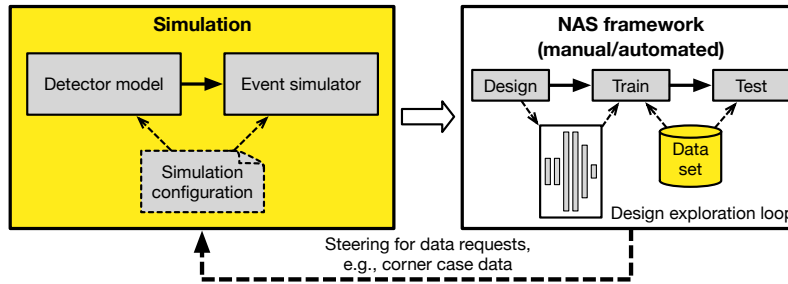 Simulation
Detector model
Event simulator
Simulation
configuration
NAS framework
(manual/automated)
Design
Train
Test
Data
set
Design exploration loop
Steering for data requests,
e.g., corner case data